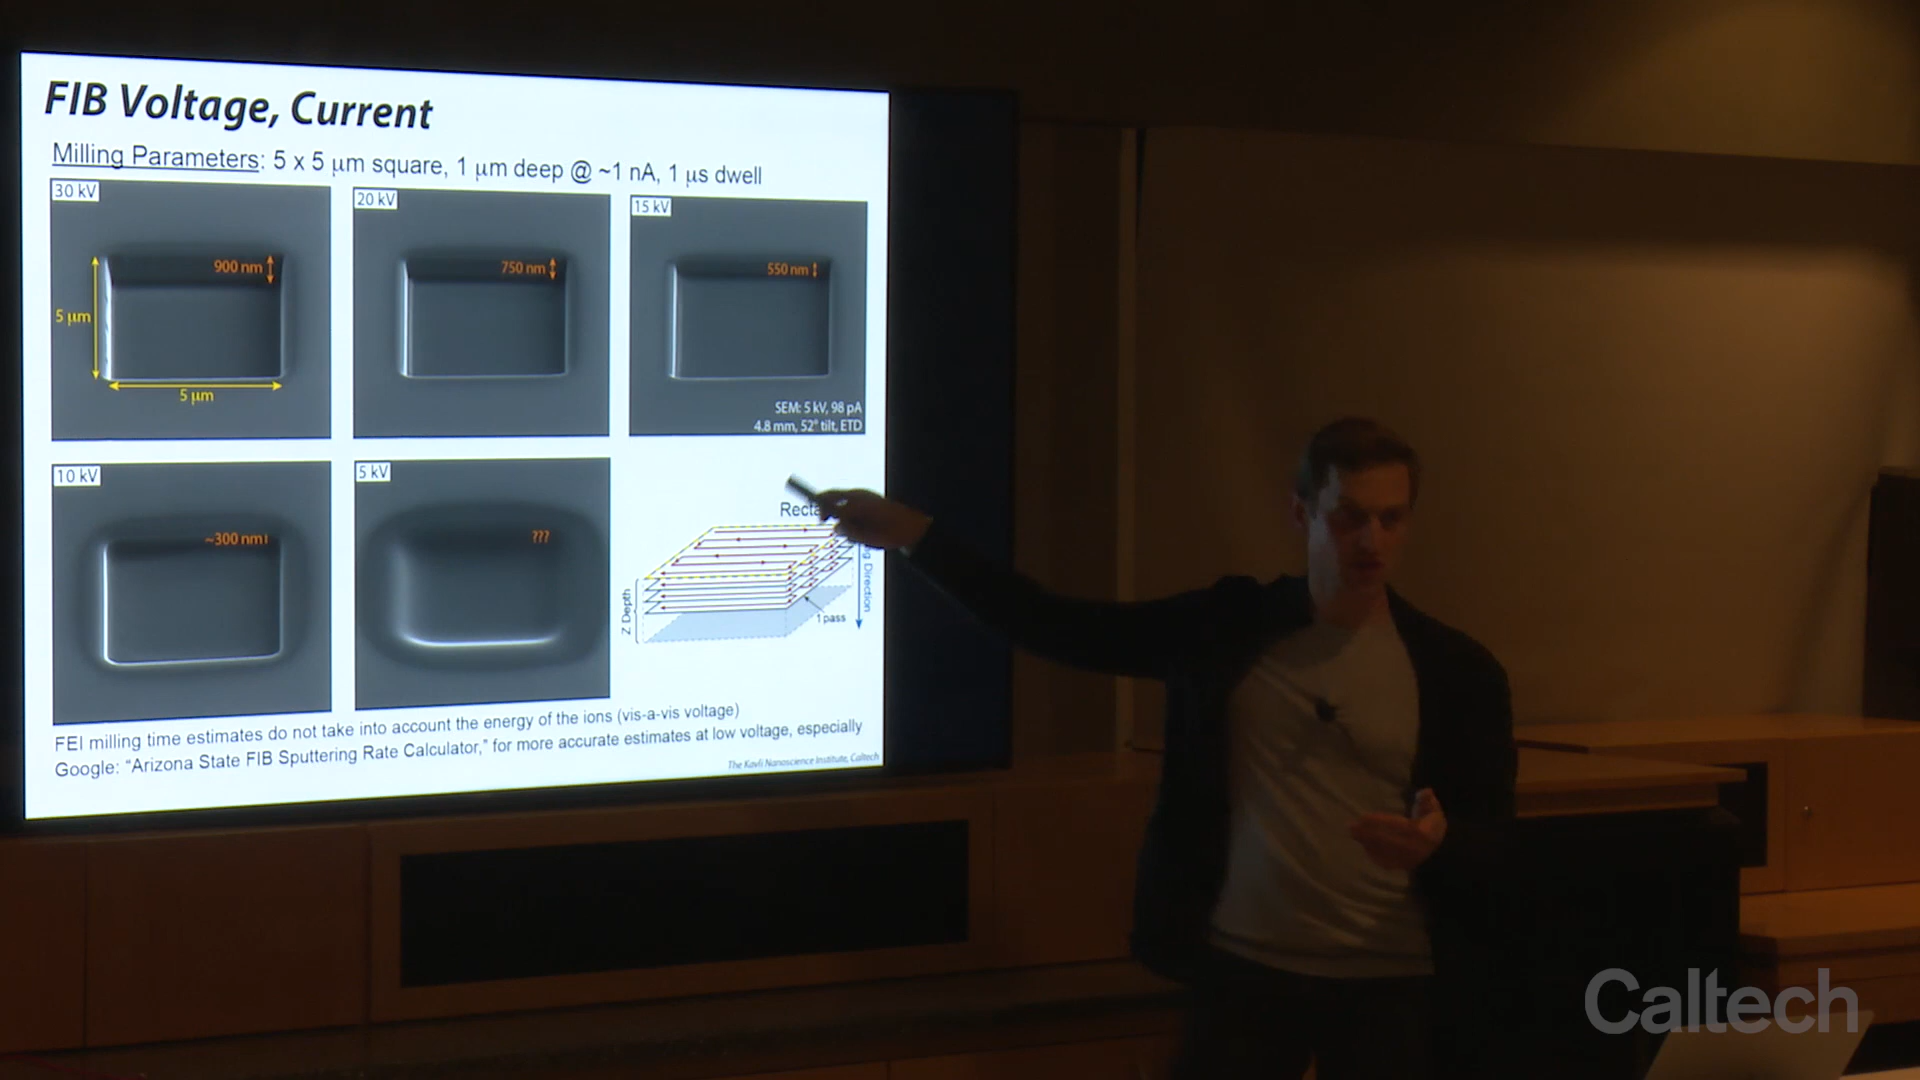 FIB Voltage, Current
Milling Parameters: 5 x 5 μm square, 1 μm deep @ ~1 nA, 1 μs dwell
30 kV
900 nm
5 μm
5 μm
20 kV
750 nm
15 kV
550 nm
SEM: 5 kV, 98 pA
4.8 mm, 52° tilt, ETD
10 kV
~300 nm
5 kV
???
Z Depth
1 pass
Direction
FEI milling time estimates do not take into account the energy of the ions (vis-a-vis voltage)
Google: “Arizona State FIB Sputtering Rate Calculator,” for more accurate estimates at low voltage, especially
The Kavli Nanoscience Institute, Caltech
Caltech